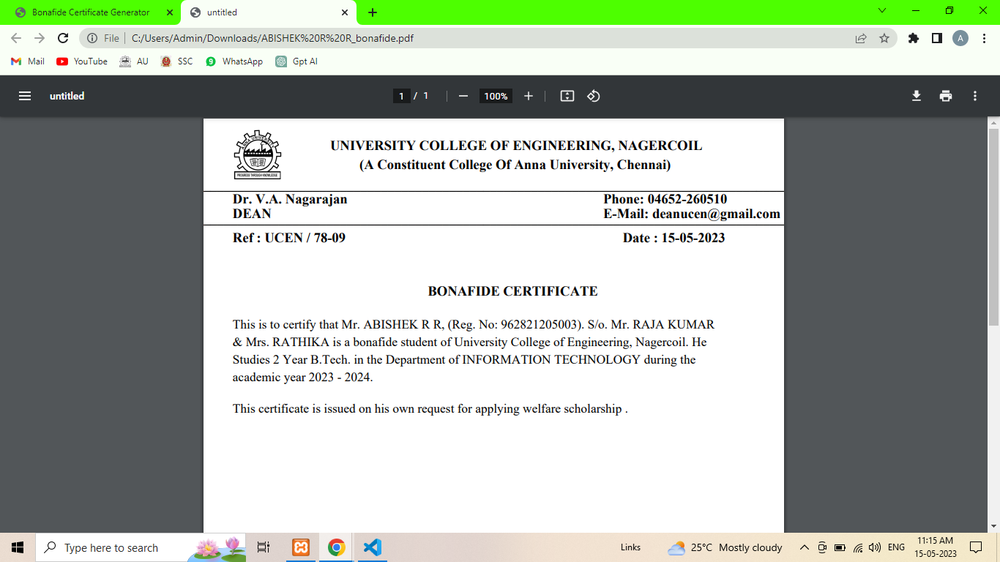 Bonafide Certificate Generator
untitled
File
C:/Users/Admin/Downloads/ABISHEK%20R%20R_bonafide.pdf
A
Mail
YouTube
AU
SSC
9
WhatsApp
Gpt AI
untitled
1 / 1
100%
ANNA UNIVERSITY
PROGRESS THROUGH KNOWLEDGE
UNIVERSITY COLLEGE OF ENGINEERING, NAGERCOIL
(A Constituent College Of Anna University, Chennai)
Dr. V.A. Nagarajan
DEAN
Phone: 04652-260510
E-Mail: deanucen@gmail.com
Ref : UCEN / 78-09
Date : 15-05-2023
BONAFIDE CERTIFICATE
This is to certify that Mr. ABISHEK R R, (Reg. No: 962821205003). S/o. Mr. RAJA KUMAR
& Mrs. RATHIKA is a bonafide student of University College of Engineering, Nagercoil. He
Studies 2 Year B.Tech. in the Department of INFORMATION TECHNOLOGY during the
academic year 2023 - 2024.
This certificate is issued on his own request for applying welfare scholarship .
Type here to search
Links
25°C Mostly cloudy
ENG
11:15 AM
15-05-2023